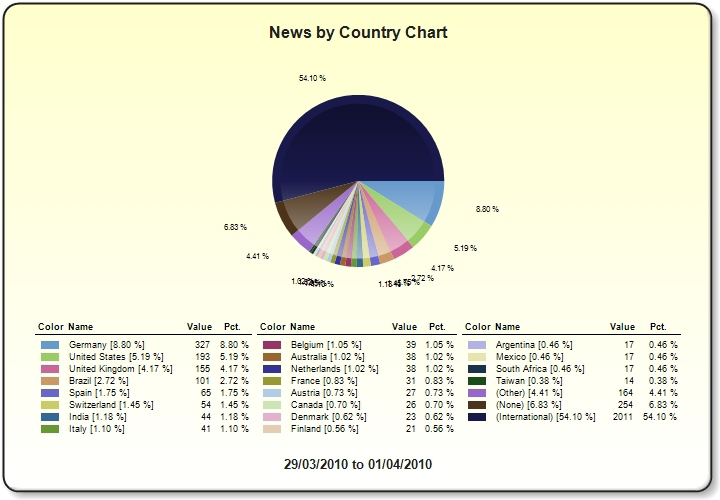 News by Country Chart
54.10 %
8.80 %
6.83 %
5.19 %
4.41 %
4.17 %
2.72 %
Color Name Value Pct. Color Name Value Pct. Color Name Value Pct.
Germany [8.80 %] 327 8.80 % Belgium [1.05 %] 39 1.05 % Argentina [0.46 %] 17 0.46 %
United States [5.19 %] 193 5.19 % Australia [1.02 %] 38 1.02 % Mexico [0.46 %] 17 0.46 %
United Kingdom [4.17 %] 155 4.17 % Netherlands [1.02 %] 38 1.02 % South Africa [0.46 %] 17 0.46 %
Brazil [2.72 %] 101 2.72 % France [0.83 %] 31 0.83 % Taiwan [0.38 %] 14 0.38 %
Spain [1.75 %] 65 1.75 % Austria [0.73 %] 27 0.73 % (Other) [4.41 %] 164 4.41 %
Switzerland [1.45 %] 54 1.45 % Canada [0.70 %] 26 0.70 % (None) [6.83 %] 254 6.83 %
India [1.18 %] 44 1.18 % Denmark [0.62 %] 23 0.62 % (International) [54.10 %] 2011 54.10 %
Italy [1.10 %] 41 1.10 % Finland [0.56 %] 21 0.56 %
29/03/2010 to 01/04/2010